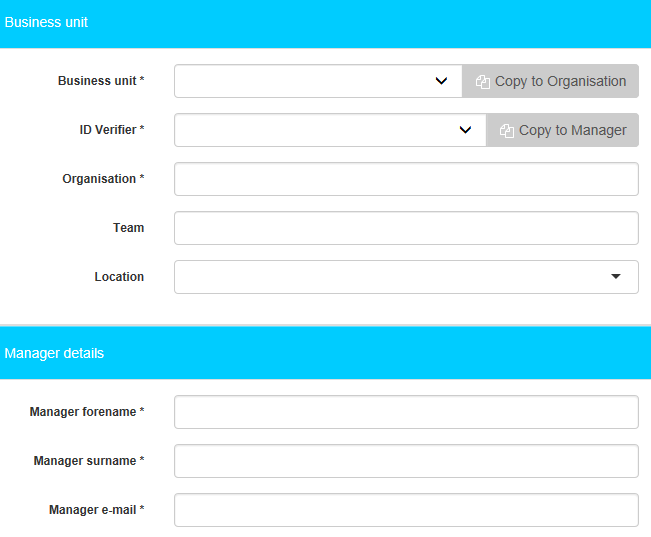 Business unit
Business unit * Copy to Organisation
ID Verifier * Copy to Manager
Organisation *
Team
Location
Manager details
Manager forename *
Manager surname *
Manager e-mail *